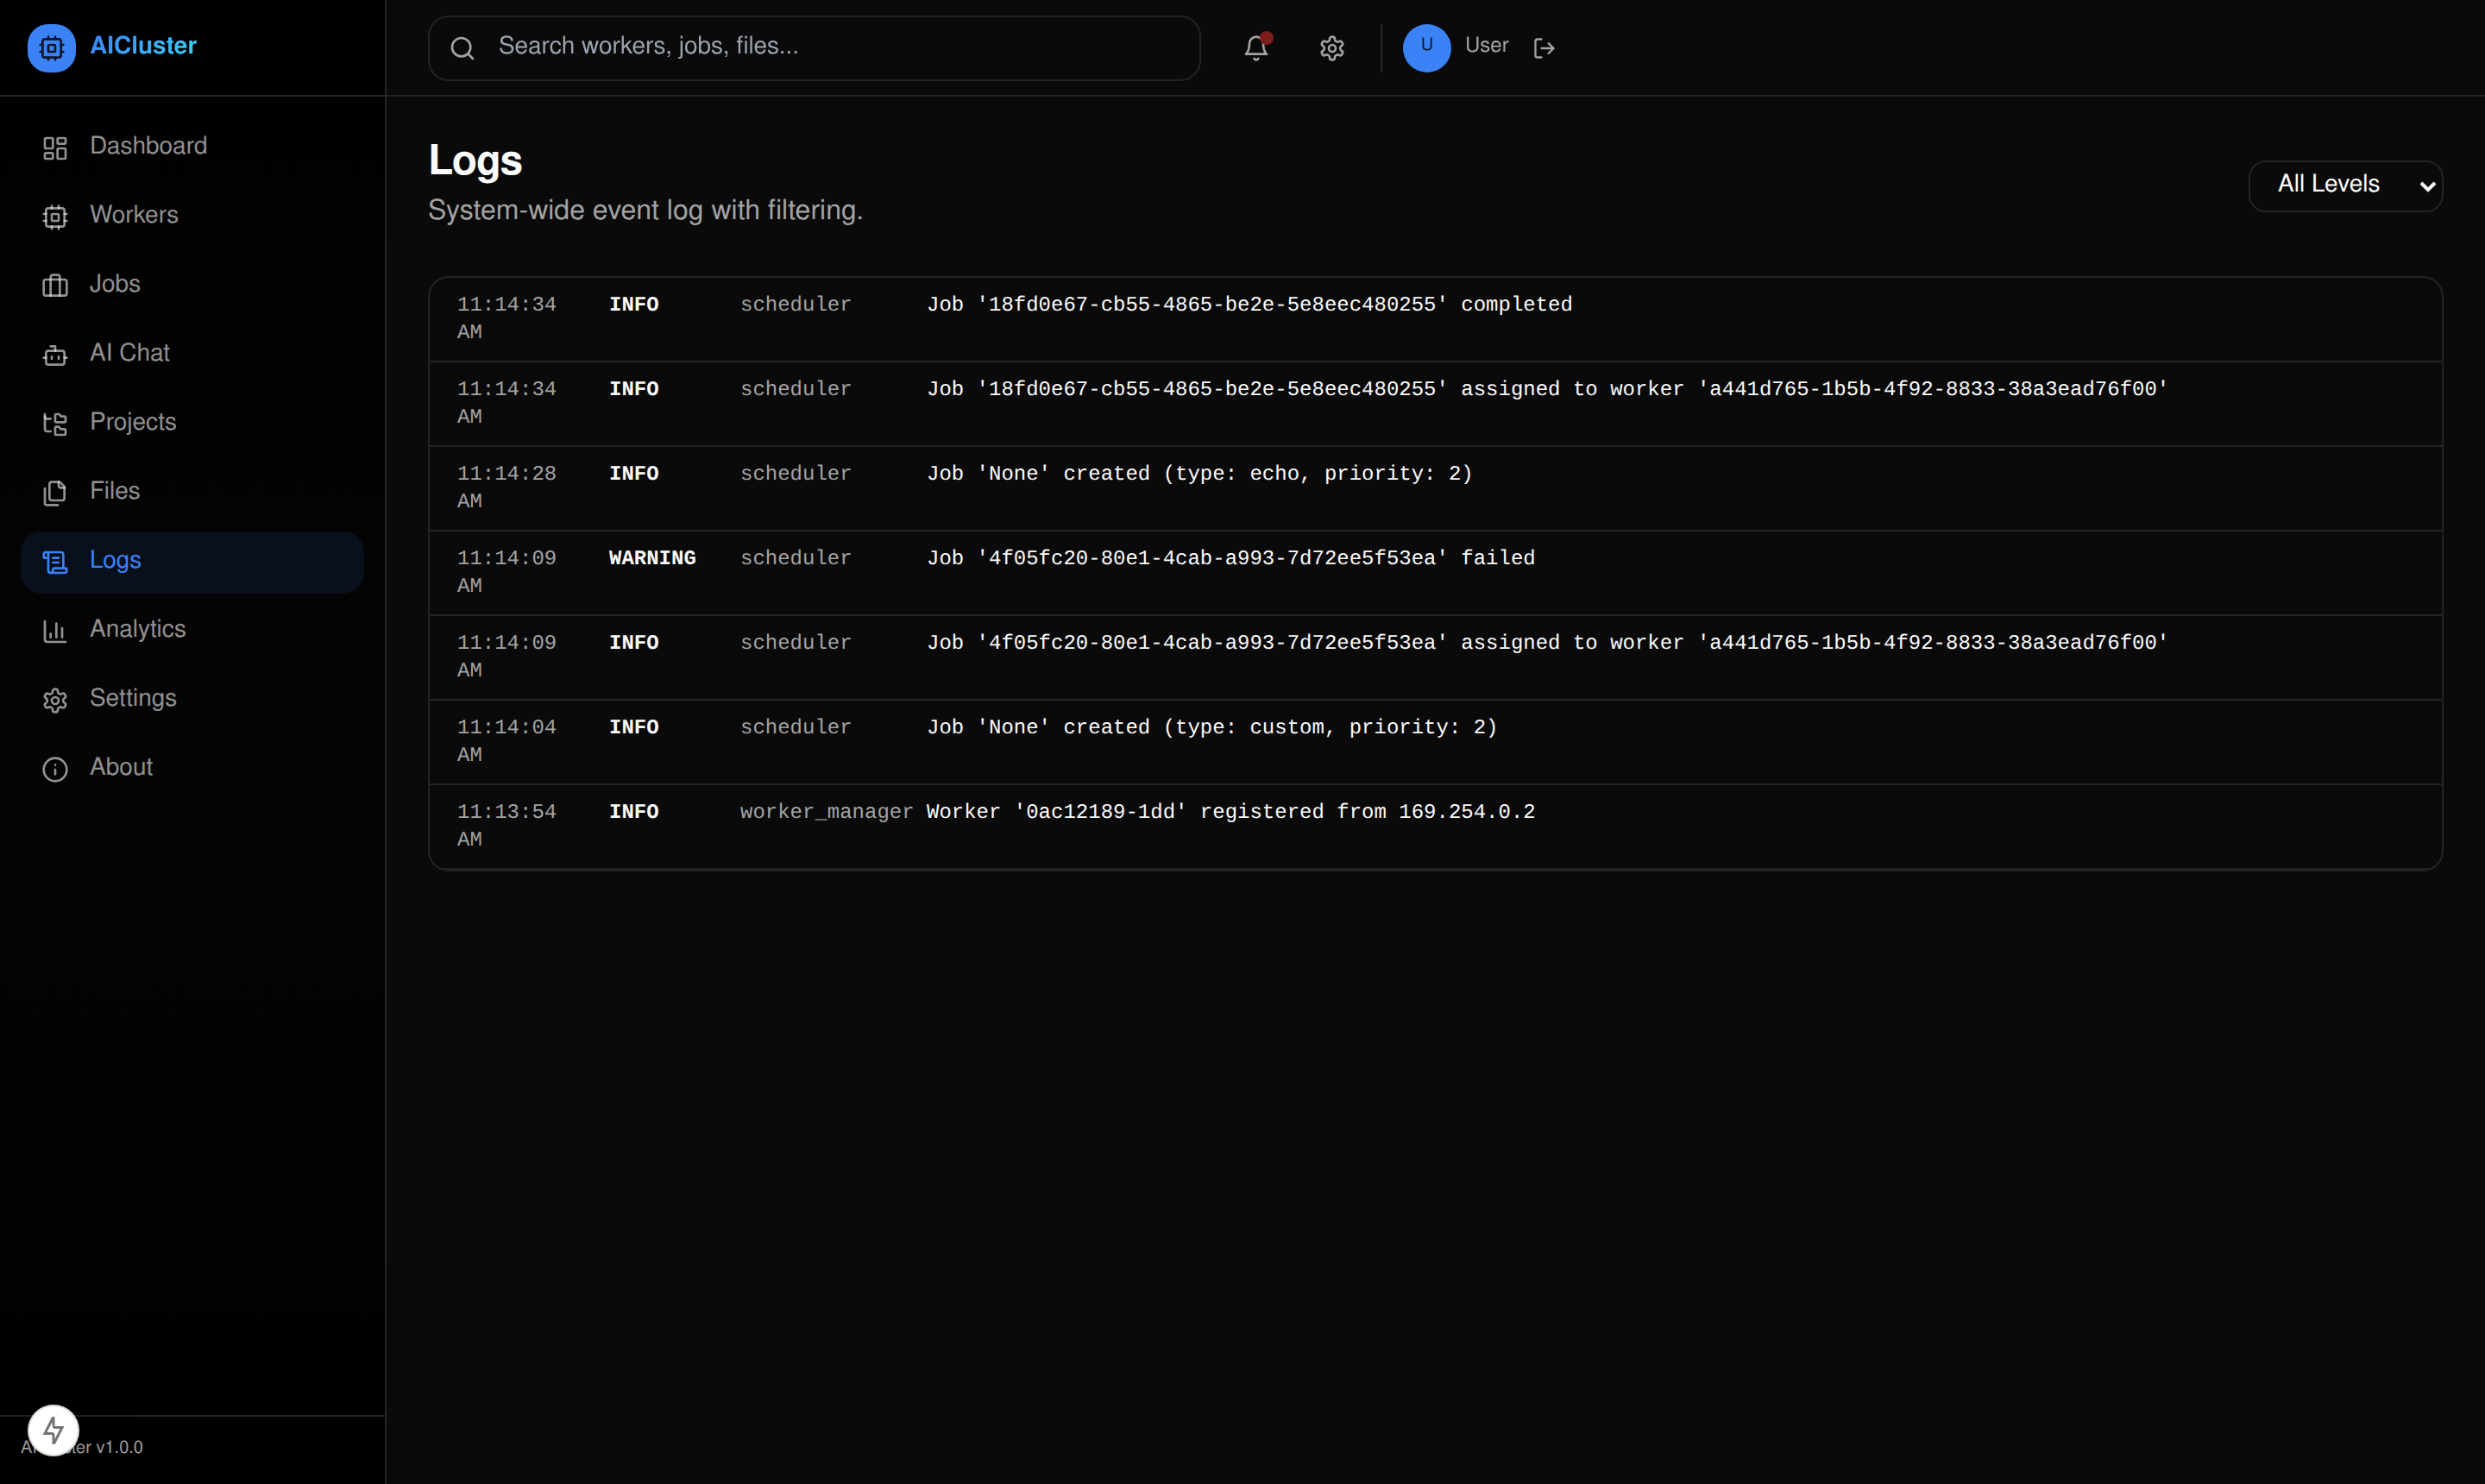 AICluster
Search workers, jobs, files...
U
User
Dashboard
Workers
Jobs
AI Chat
Projects
Files
Logs
Analytics
Settings
About
Logs
System-wide event log with filtering.
All Levels
11:14:34 AM INFO scheduler Job '18fd0e67-cb55-4865-be2e-5e8eec480255' completed
11:14:34 AM INFO scheduler Job '18fd0e67-cb55-4865-be2e-5e8eec480255' assigned to worker 'a441d765-1b5b-4f92-8833-38a3ead76f00'
11:14:28 AM INFO scheduler Job 'None' created (type: echo, priority: 2)
11:14:09 AM WARNING scheduler Job '4f05fc20-80e1-4cab-a993-7d72ee5f53ea' failed
11:14:09 AM INFO scheduler Job '4f05fc20-80e1-4cab-a993-7d72ee5f53ea' assigned to worker 'a441d765-1b5b-4f92-8833-38a3ead76f00'
11:14:04 AM INFO scheduler Job 'None' created (type: custom, priority: 2)
11:13:54 AM INFO worker_manager Worker '0ac12189-1dd' registered from 169.254.0.2
v1.0.0